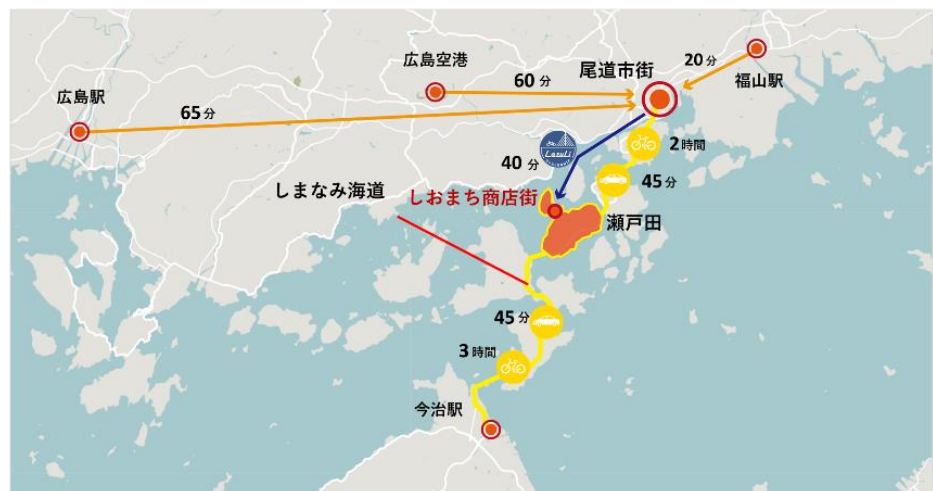 広島空港
60分
尾道市街
20分
福山駅
広島駅
65分
2時間
40分
45分
しまなみ海道
しおまち商店街
瀬戸田
45分
3時間
今治駅